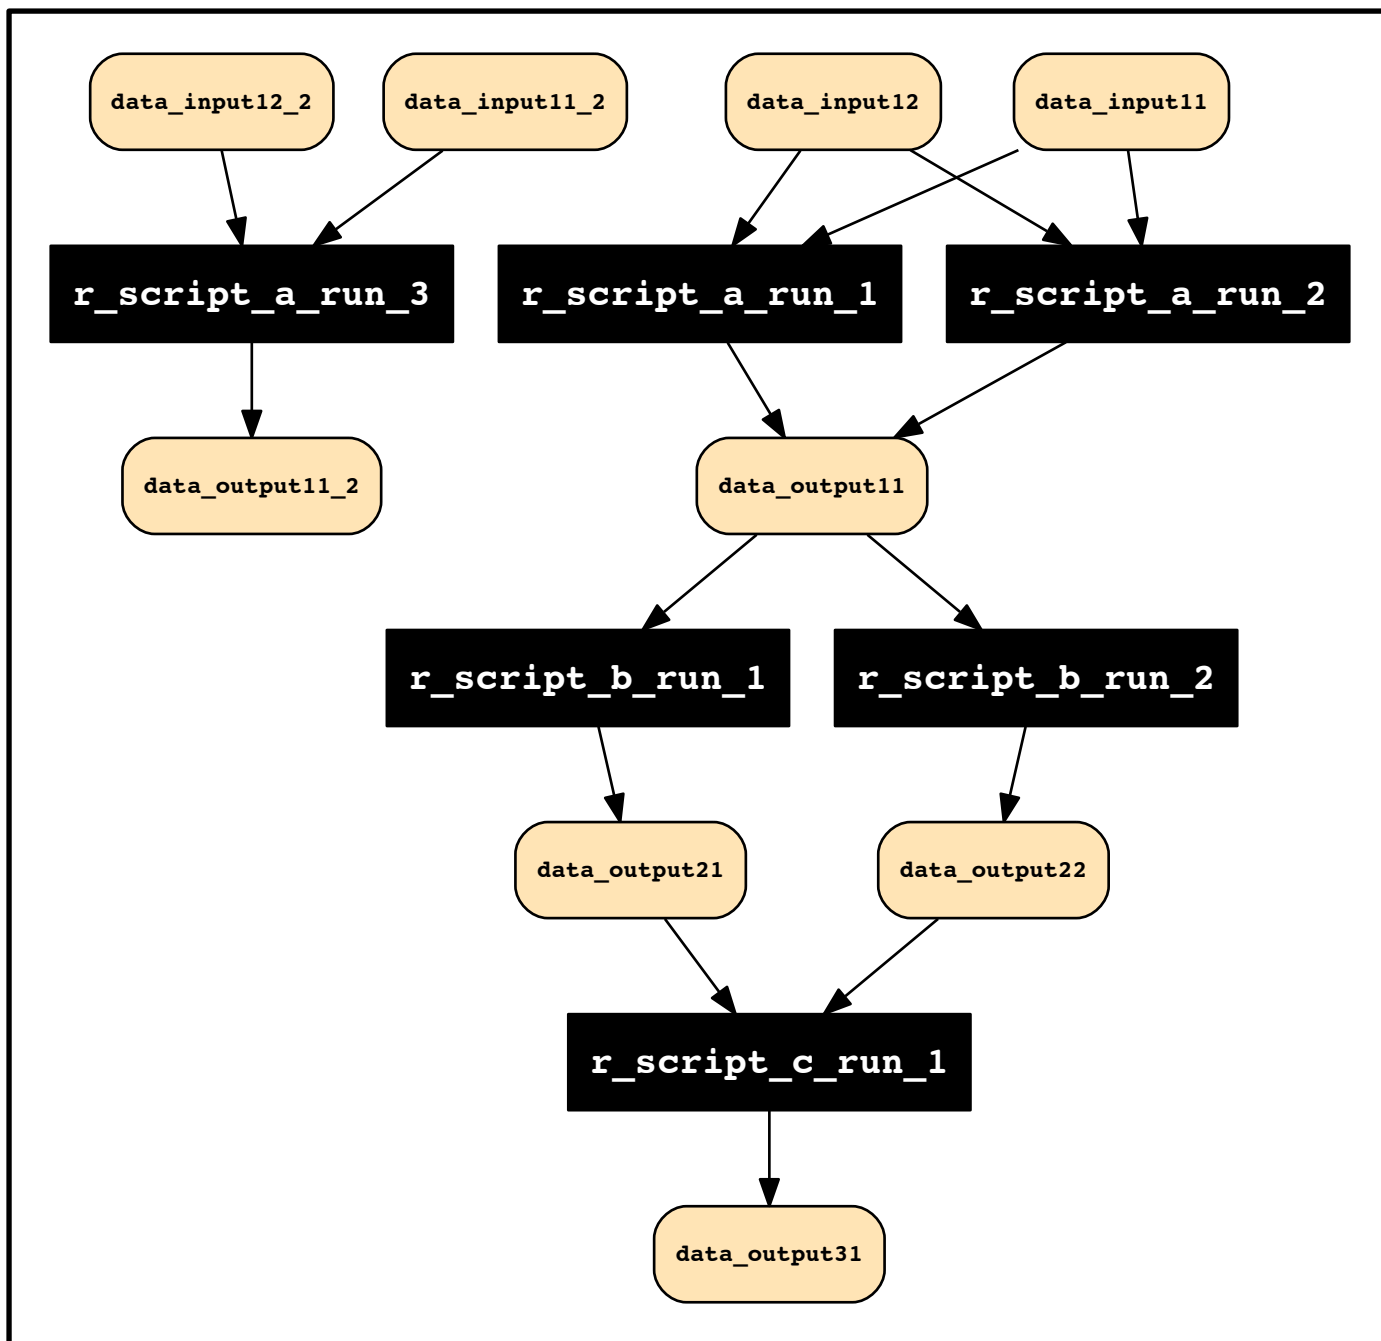 data_input12_2
data_input11_2
data_input12
data_input11
r_script_a_run_3
r_script_a_run_1
r_script_a_run_2
data_output11_2
data_output11
r_script_b_run_1
r_script_b_run_2
data_output21
data_output22
r_script_c_run_1
data_output31